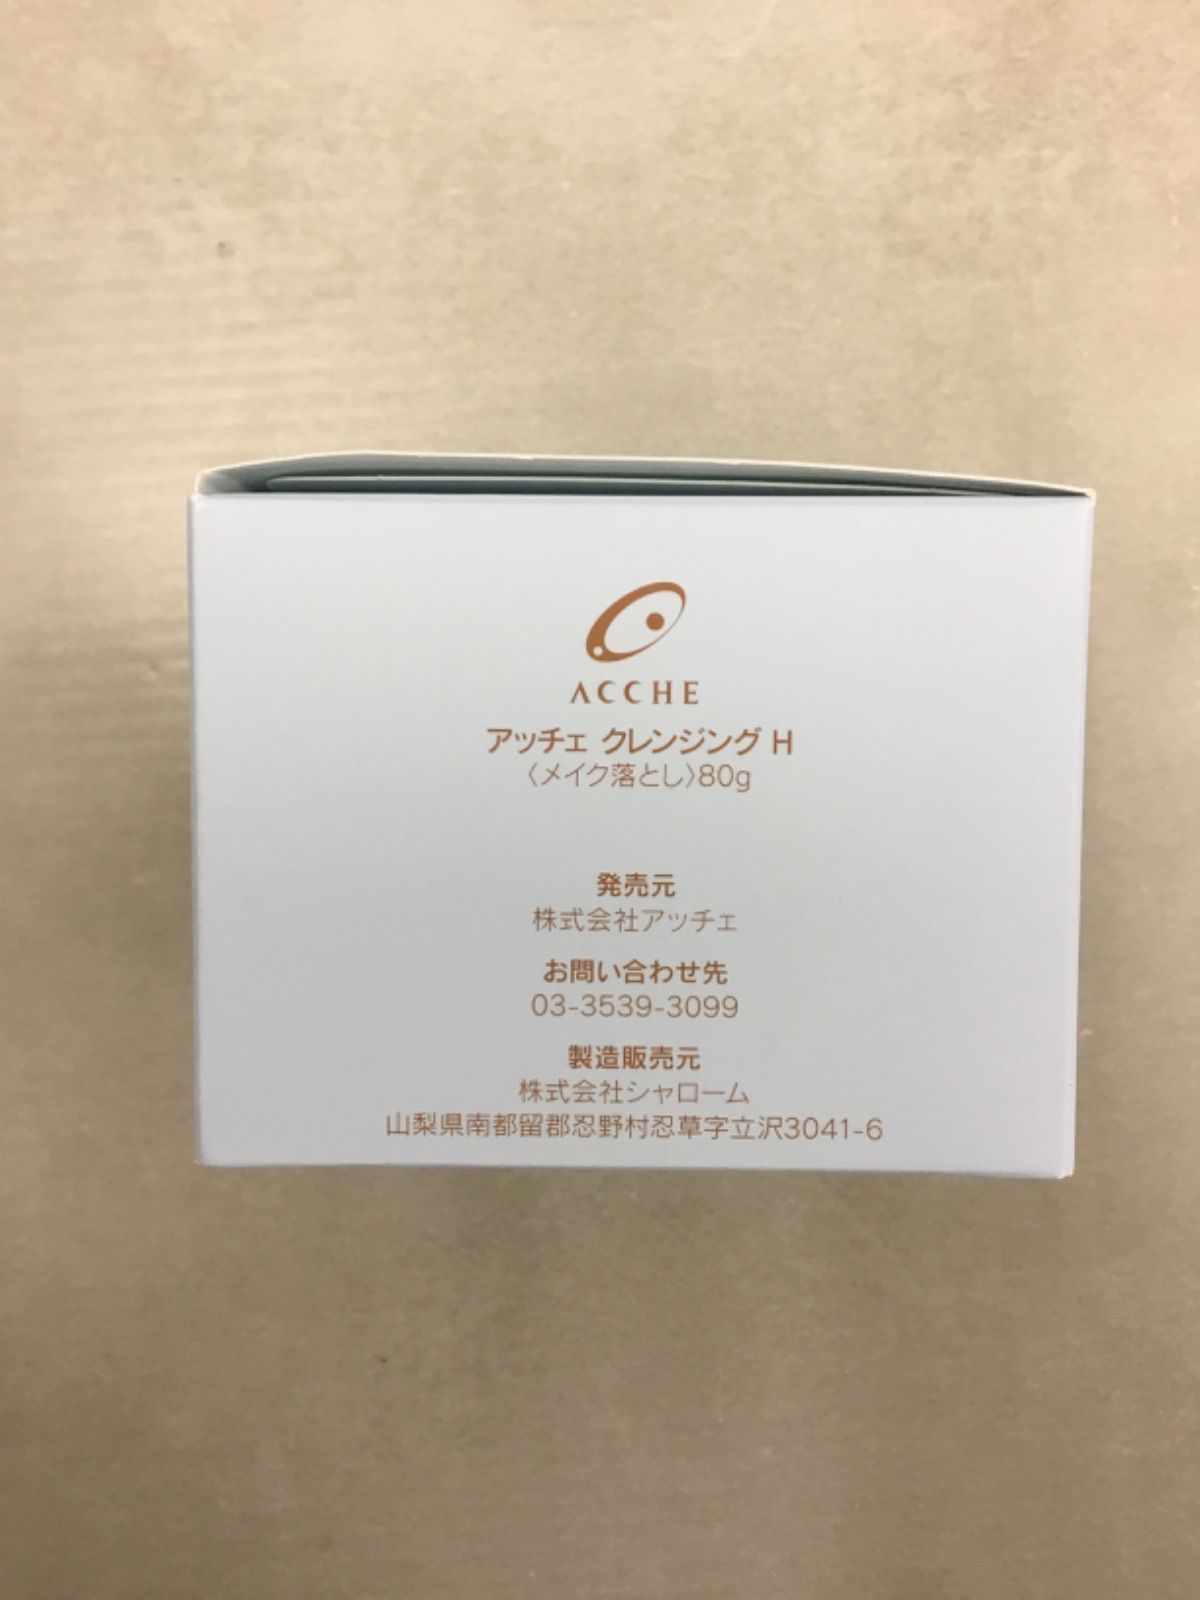 ACCHE
アッチェ クレンジング H
〈メイク落とし〉80g
発売元
株式会社アッチェ
お問い合わせ先
03-3539-3099
製造販売元
株式会社シャローム
山梨県南都留郡忍野村忍草字立沢3041-6